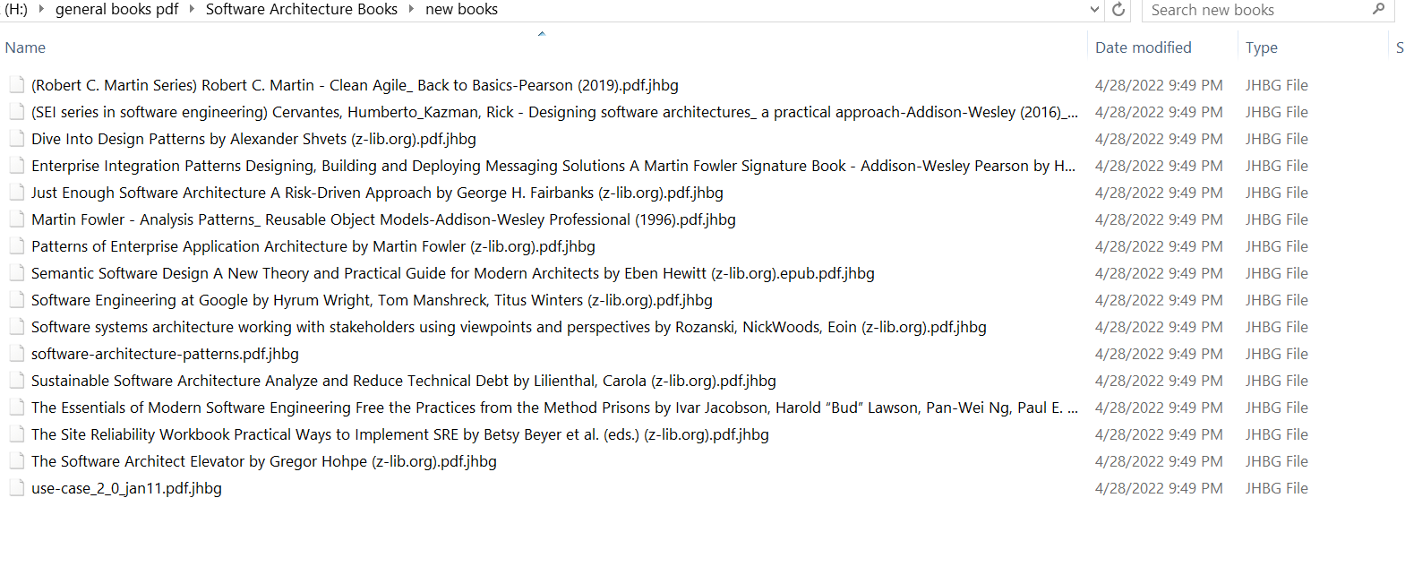 (H:) > general books pdf > Software Architecture Books > new books
Search new books
Name Date modified Type S
(Robert C. Martin Series) Robert C. Martin - Clean Agile_ Back to Basics-Pearson (2019).pdf.jhbg 4/28/2022 9:49 PM JHBG File
(SEI series in software engineering) Cervantes, Humberto_Kazman, Rick - Designing software architectures_ a practical approach-Addison-Wesley (2016)_... 4/28/2022 9:49 PM JHBG File
Dive Into Design Patterns by Alexander Shvets (z-lib.org).pdf.jhbg 4/28/2022 9:49 PM JHBG File
Enterprise Integration Patterns Designing, Building and Deploying Messaging Solutions A Martin Fowler Signature Book - Addison-Wesley Pearson by H... 4/28/2022 9:49 PM JHBG File
Just Enough Software Architecture A Risk-Driven Approach by George H. Fairbanks (z-lib.org).pdf.jhbg 4/28/2022 9:49 PM JHBG File
Martin Fowler - Analysis Patterns_ Reusable Object Models-Addison-Wesley Professional (1996).pdf.jhbg 4/28/2022 9:49 PM JHBG File
Patterns of Enterprise Application Architecture by Martin Fowler (z-lib.org).pdf.jhbg 4/28/2022 9:49 PM JHBG File
Semantic Software Design A New Theory and Practical Guide for Modern Architects by Eben Hewitt (z-lib.org).epub.pdf.jhbg 4/28/2022 9:49 PM JHBG File
Software Engineering at Google by Hyrum Wright, Tom Manshreck, Titus Winters (z-lib.org).pdf.jhbg 4/28/2022 9:49 PM JHBG File
Software systems architecture working with stakeholders using viewpoints and perspectives by Rozanski, NickWoods, Eoin (z-lib.org).pdf.jhbg 4/28/2022 9:49 PM JHBG File
software-architecture-patterns.pdf.jhbg 4/28/2022 9:49 PM JHBG File
Sustainable Software Architecture Analyze and Reduce Technical Debt by Lilienthal, Carola (z-lib.org).pdf.jhbg 4/28/2022 9:49 PM JHBG File
The Essentials of Modern Software Engineering Free the Practices from the Method Prisons by Ivar Jacobson, Harold “Bud” Lawson, Pan-Wei Ng, Paul E. ... 4/28/2022 9:49 PM JHBG File
The Site Reliability Workbook Practical Ways to Implement SRE by Betsy Beyer et al. (eds.) (z-lib.org).pdf.jhbg 4/28/2022 9:49 PM JHBG File
The Software Architect Elevator by Gregor Hohpe (z-lib.org).pdf.jhbg 4/28/2022 9:49 PM JHBG File
use-case_2_0_jan11.pdf.jhbg 4/28/2022 9:49 PM JHBG File